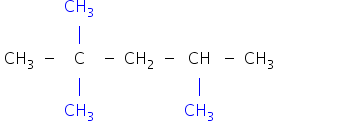 CH3
|
CH3 – C – CH2 – CH – CH3
| |
CH3 CH3